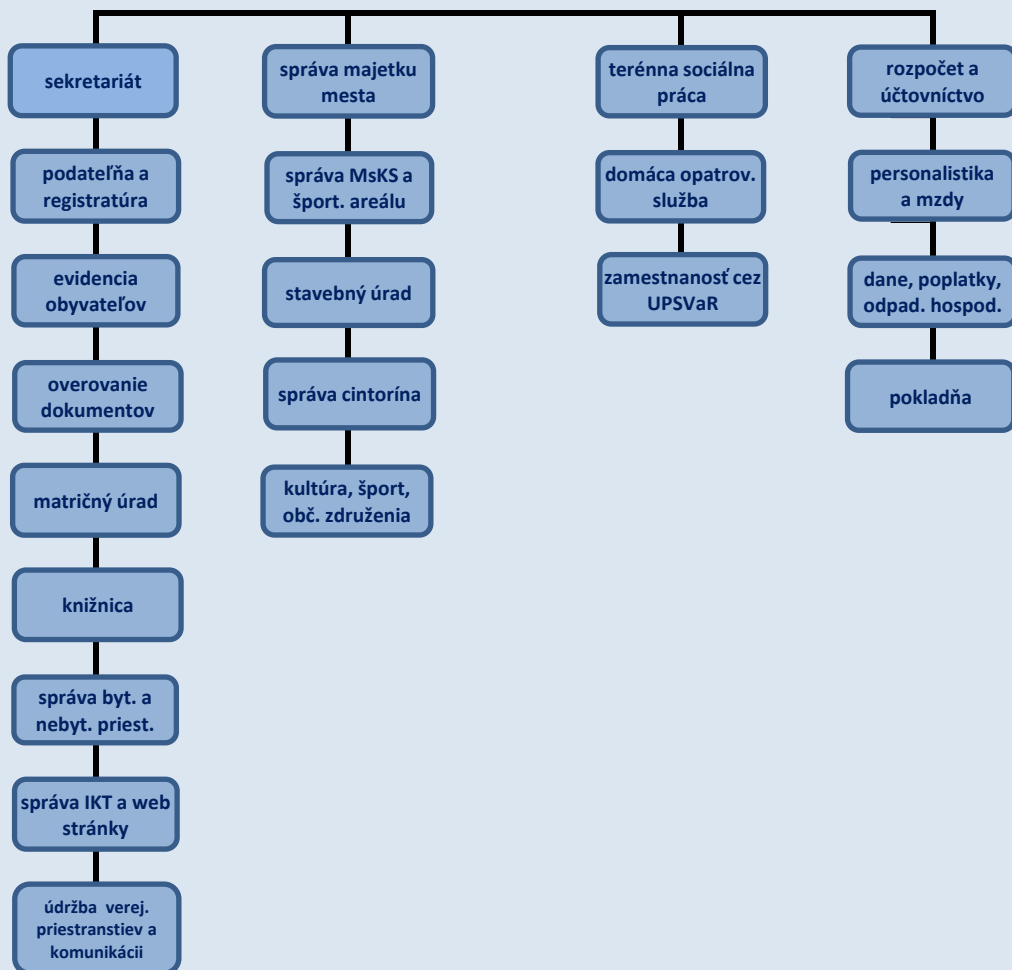 sekretariát
podateľňa a
registratúra
evidencia
obyvateľov
overovanie
dokumentov
matričný úrad
knižnica
správa byt. a
nebyt. priest.
správa IKT a web
stránky
údržba verej.
priestranstiev a
komunikácii
správa majetku
mesta
správa MsKS a
šport. areálu
stavebný úrad
správa cintorína
kultúra, šport,
obč. združenia
terénna sociálna
práca
domáca opatrov.
služba
zamestnanosť cez
UPSVaR
rozpočet a
účtovníctvo
personalistika
a mzdy
dane, poplatky,
odpad. hospod.
pokladňa